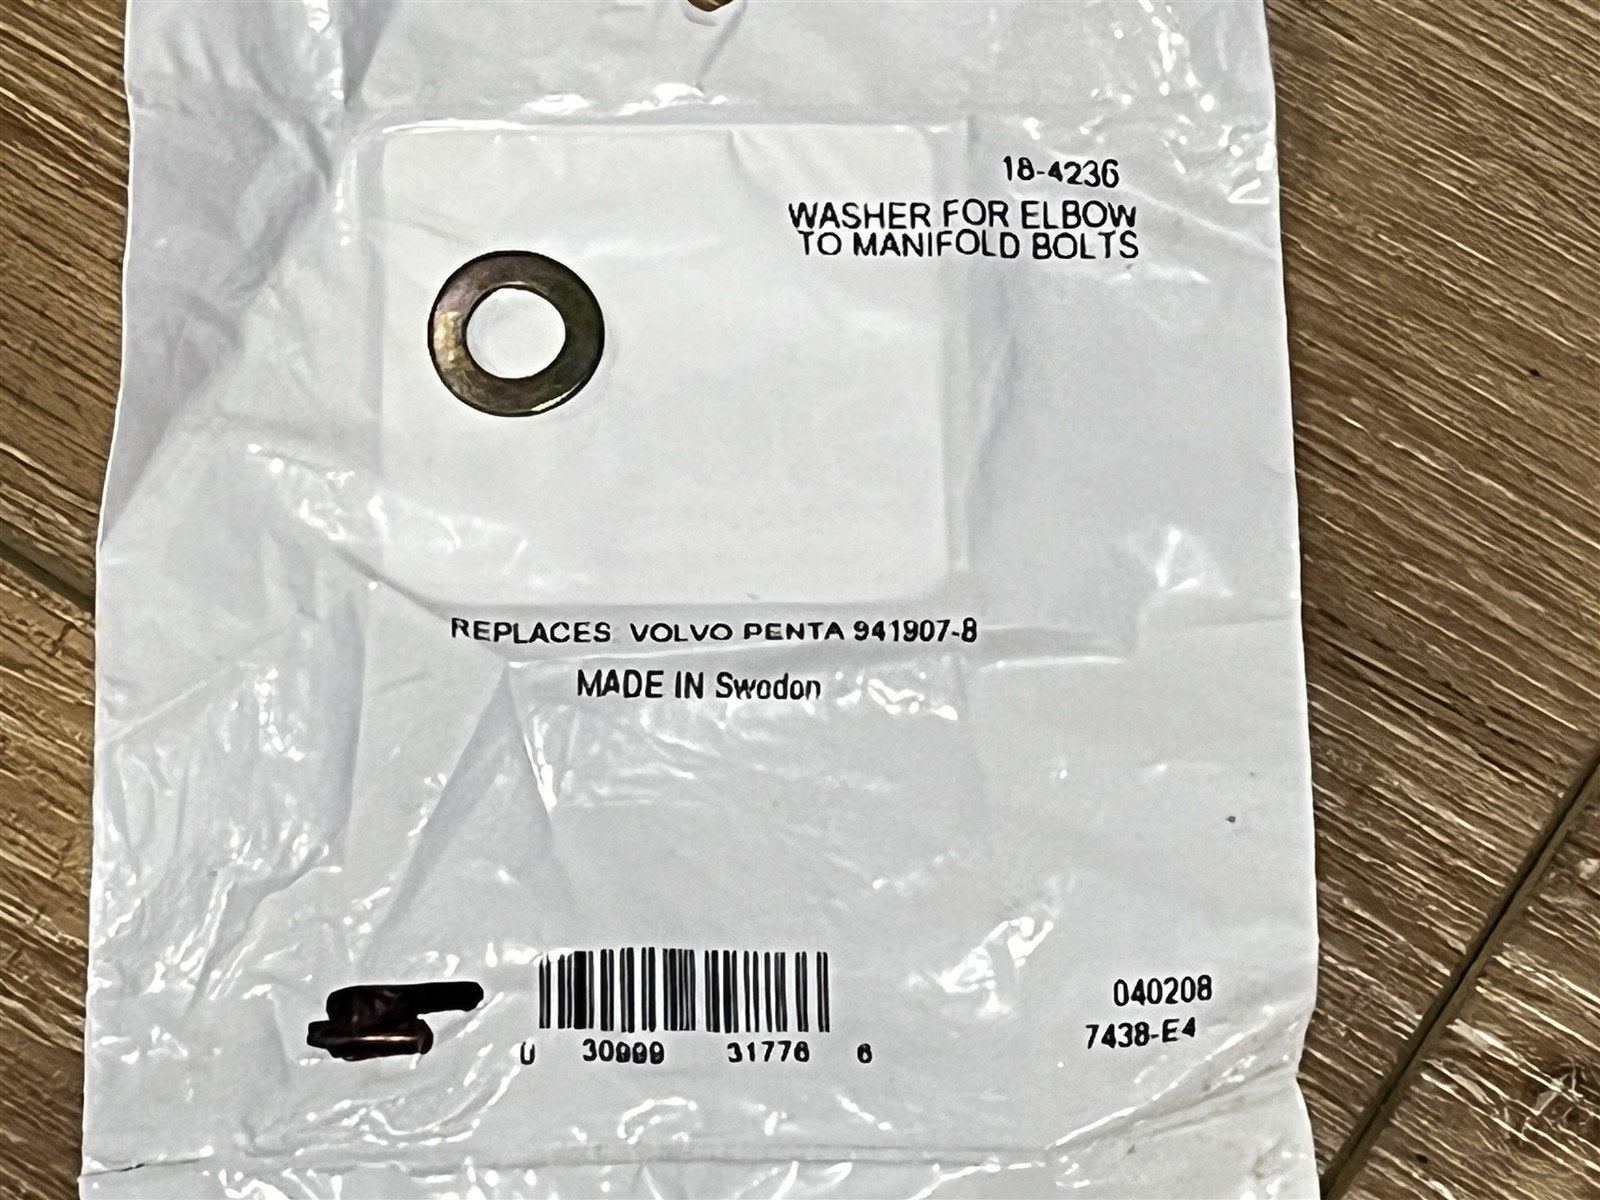 18-4236
WASHER FOR ELBOW
TO MANIFOLD BOLTS
REPLACES VOLVO PENTA 941907-8
MADE IN Swodon
040208
7438-E4
0 30999 31776 6